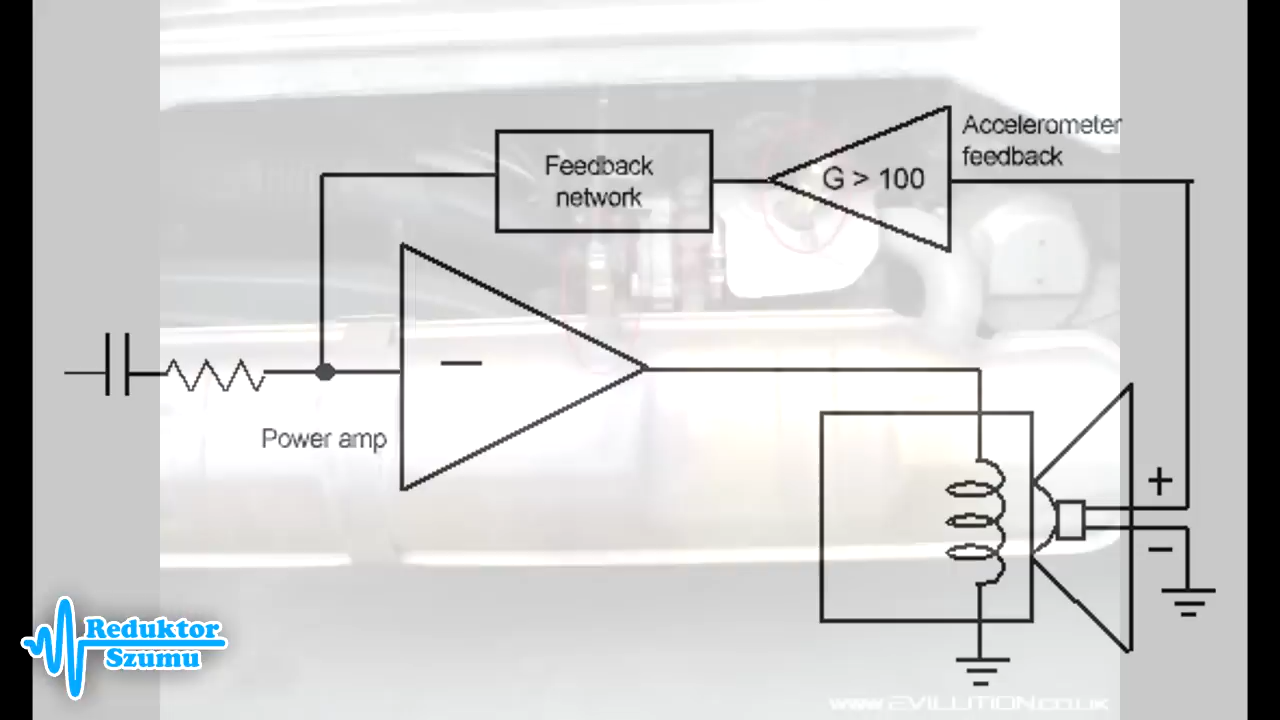 Accelerometer
feedback
Feedback
network
G > 100
Power amp
+
−
−
Reduktor
Szumu
www.EVILLUTION.co.uk